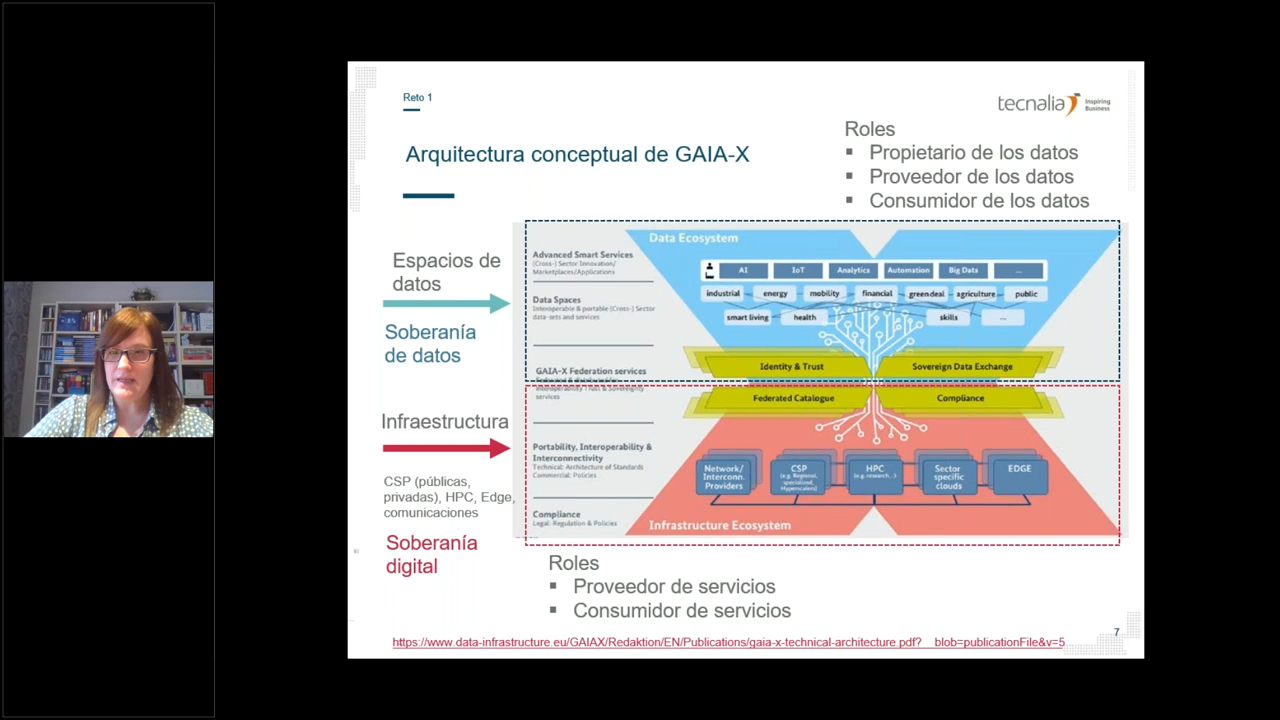 Reto 1
tecnalia Inspiring
Business
Arquitectura conceptual de GAIA-X
Roles
▪ Propietario de los datos
▪ Proveedor de los datos
▪ Consumidor de los datos
Espacios de
datos
Soberanía
de datos
Infraestructura
CSP (públicas,
privadas), HPC, Edge,
comunicaciones
Soberanía
digital
Data Ecosystem
Advanced Smart Services
(Cross-) Sector Innovation/
Marketplaces/Applications
AI IoT Analytics Automation Big Data ...
Data Spaces
Interoperable & portable (Cross-) Sector
data-sets and services
industrial energy mobility financial greendeal agriculture public
smart living health skills ...
GAIA-X Federation services
Interoperability Trust & Sovereignty
services
Identity & Trust Sovereign Data Exchange
Federated Catalogue Compliance
Portability, Interoperability &
Interconnectivity
Technical: Architecture of Standards
Commercial: Policies
Network/
Interconn.
Providers
CSP
(e.g. Regional,
specialized,
Hyperscalers)
HPC
(e.g. research...)
Sector
specific
clouds
EDGE
Compliance
Legal: Regulation & Policies
Infrastructure Ecosystem
Roles
▪ Proveedor de servicios
▪ Consumidor de servicios
7
https://www.data-infrastructure.eu/GAIAX/Redaktion/EN/Publications/gaia-x-technical-architecture.pdf?__blob=publicationFile&v=5